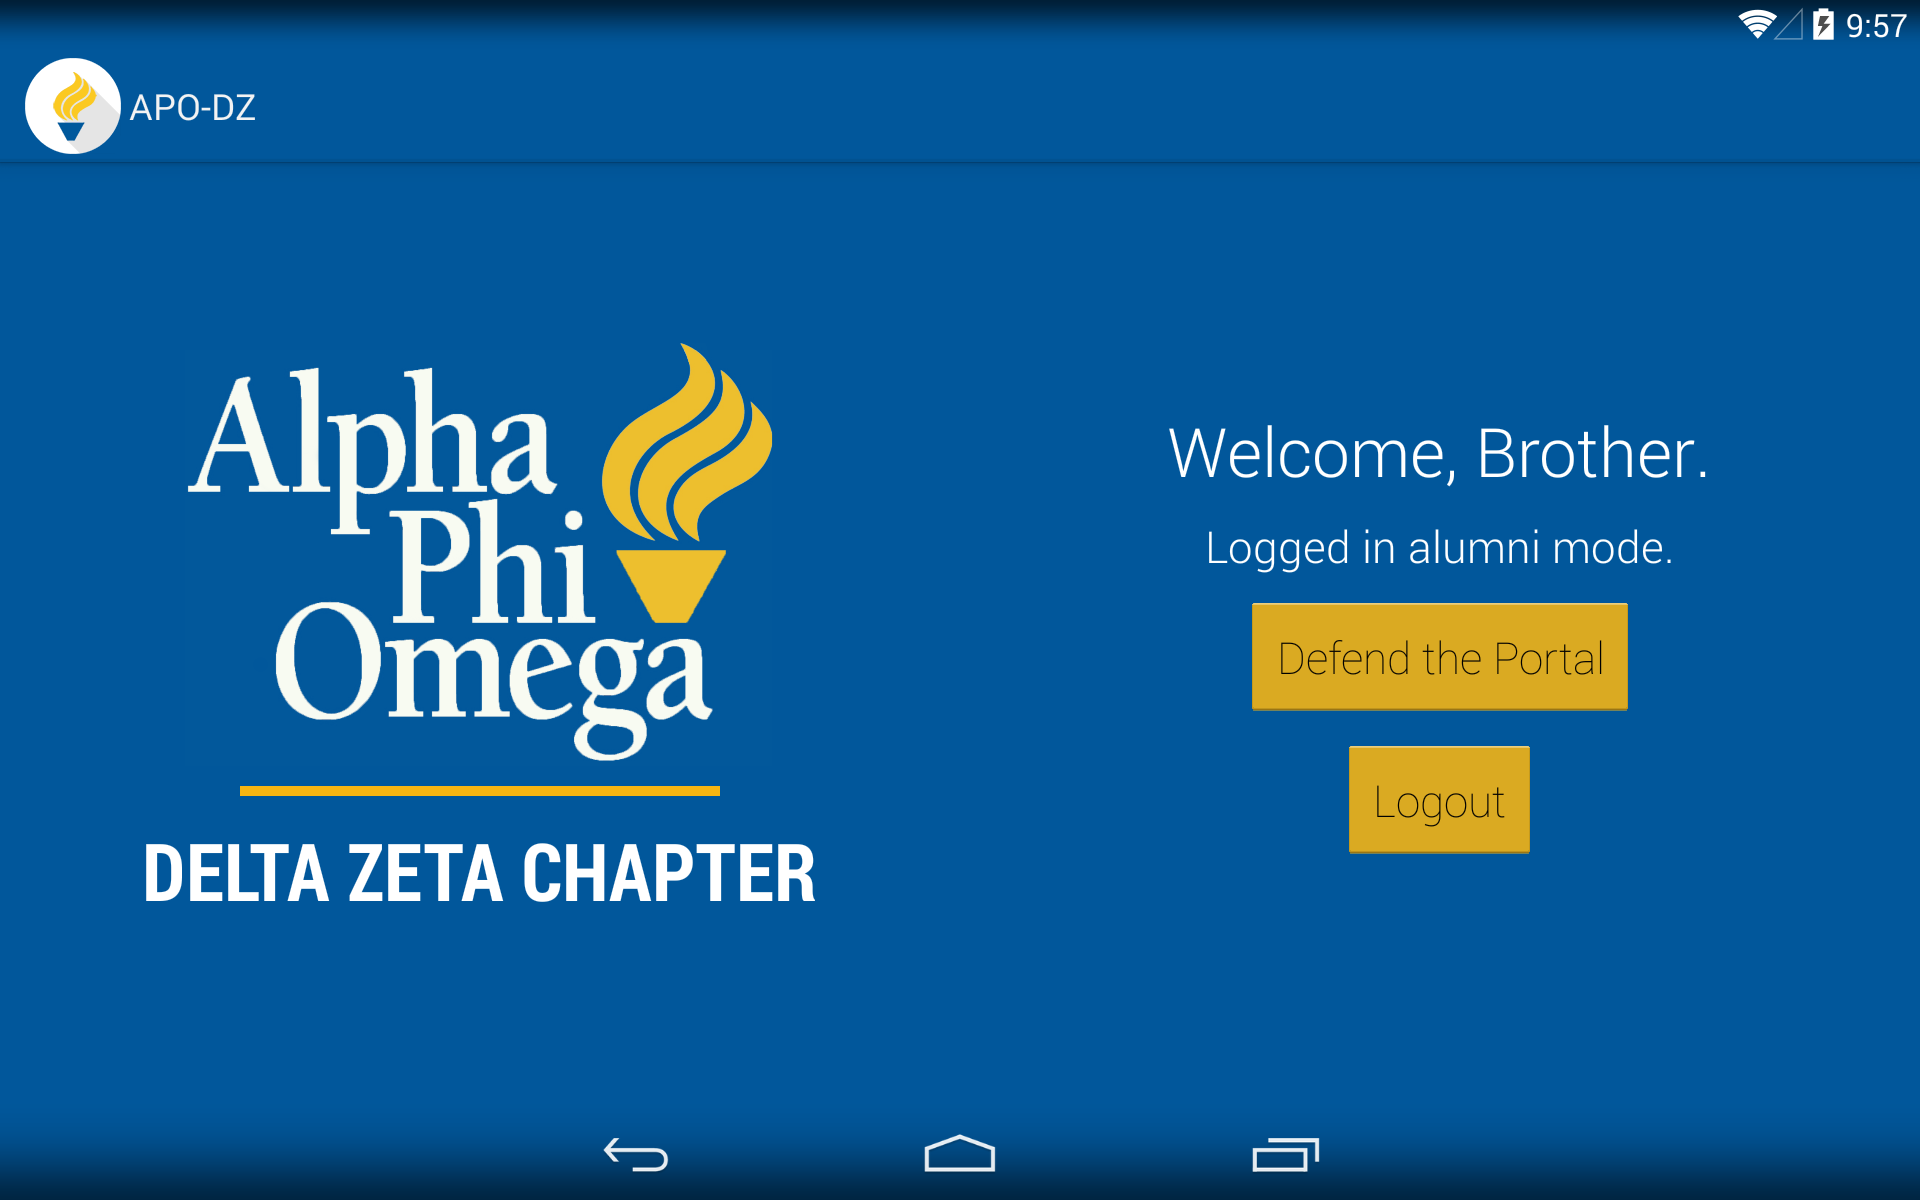 9:57
APO-DZ
Alpha
Phi
Omega
DELTA ZETA CHAPTER
Welcome, Brother.
Logged in alumni mode.
Defend the Portal
Logout